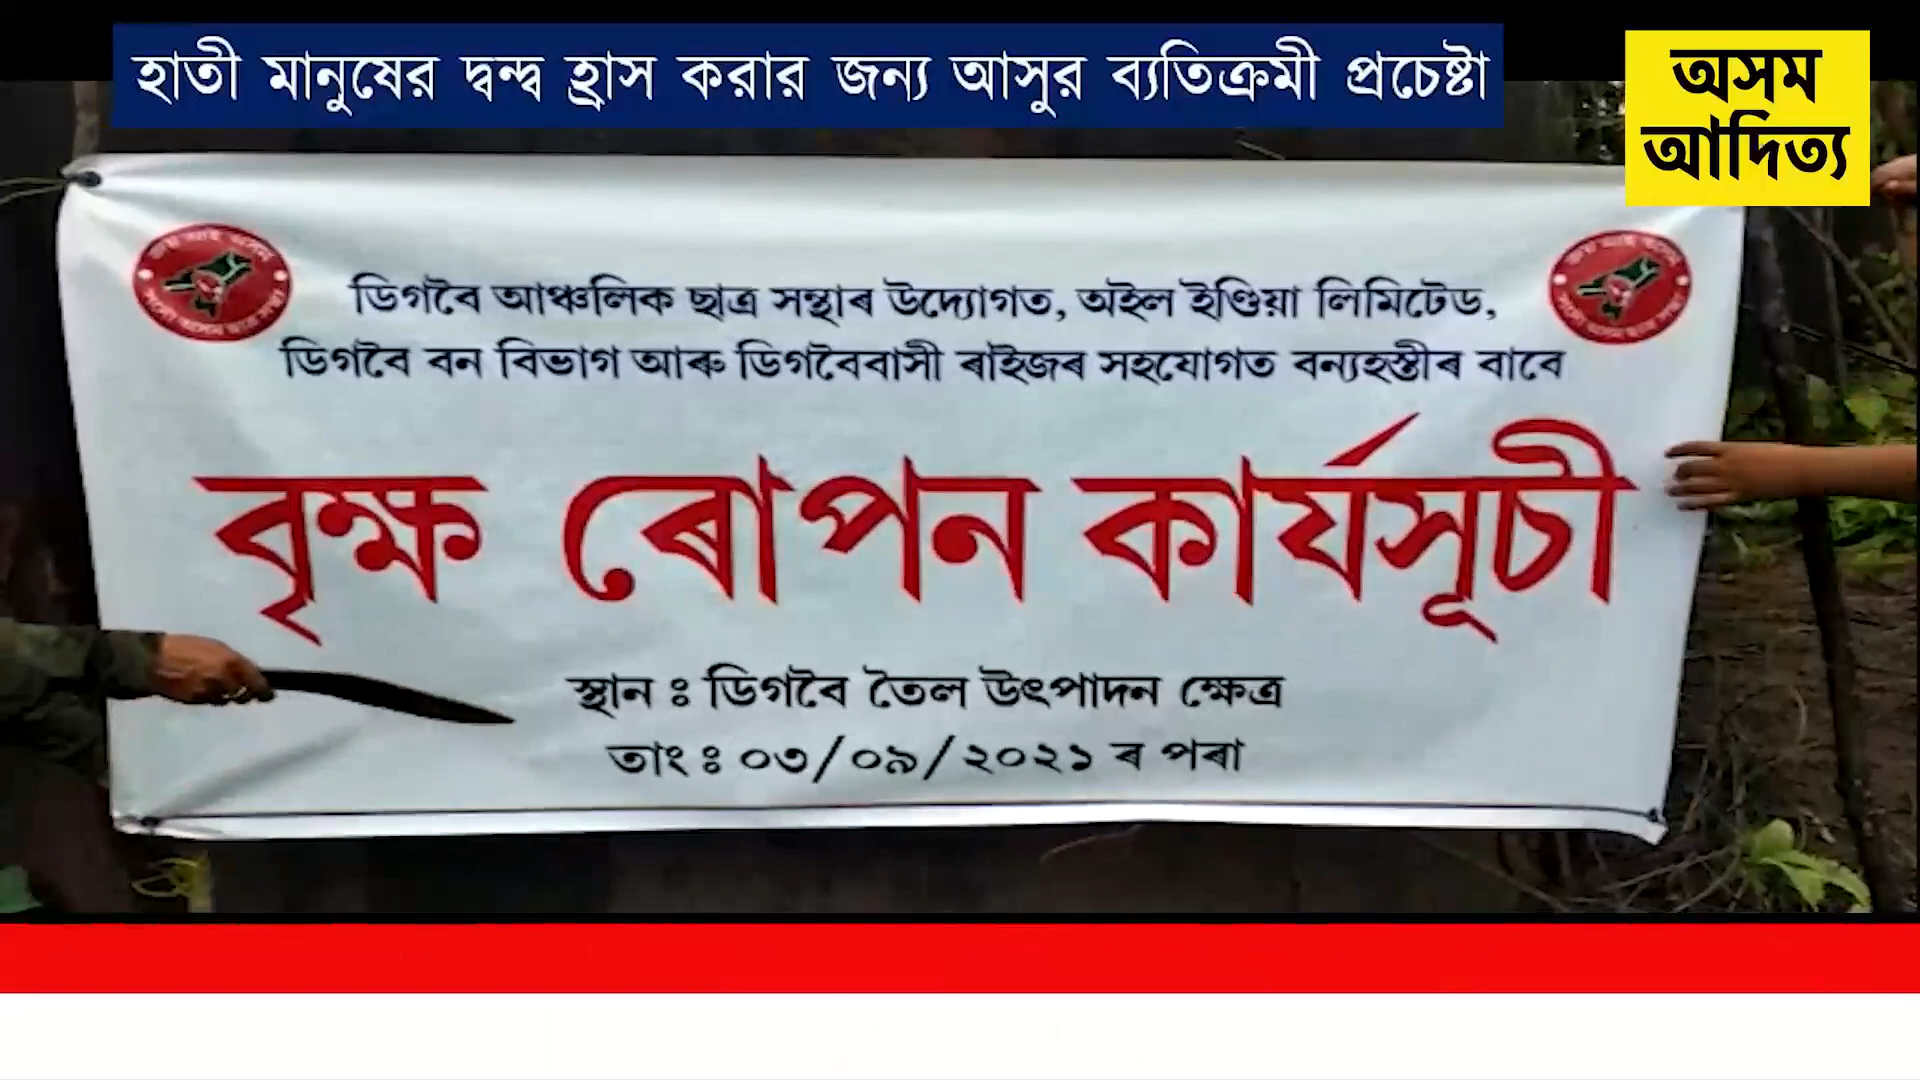 হাতী মানুষের দ্বন্দ্ব হ্রাস করার জন্য আসুর ব্যতিক্রমী প্রচেষ্টা
অসম
আদিত্য
ডিগবৈ আঞ্চলিক ছাত্ৰ সন্থাৰ উদ্যোগত, অইল ইণ্ডিয়া লিমিটেড,
ডিগবৈ বন বিভাগ আৰু ডিগবৈবাসী ৰাইজৰ সহযোগত বন্যহস্তীৰ বাবে
বৃক্ষ ৰোপন কাৰ্যসূচী
স্থান ঃ ডিগবৈ তৈল উৎপাদন ক্ষেত্ৰ
তাং ঃ ০৩/০৯/২০২১ ৰ পৰা